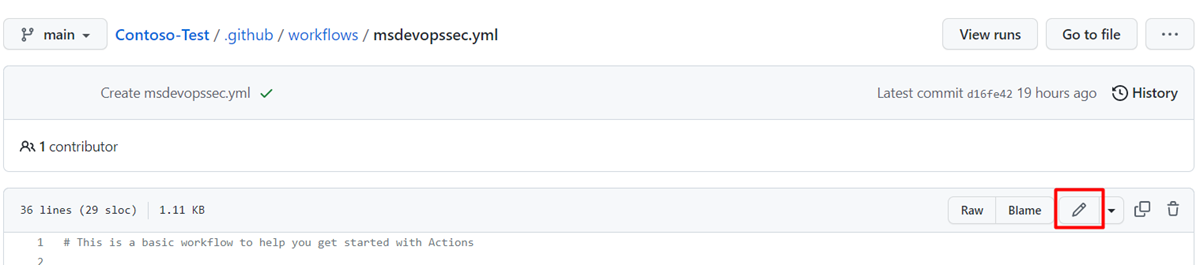 main Contoso-Test / .github / workflows / msdevopssec.yml View runs Go to file ...
Create msdevopssec.yml Latest commit d16fe42 19 hours ago History
1 contributor
36 lines (29 sloc) 1.11 KB Raw Blame
1 # This is a basic workflow to help you get started with Actions
2